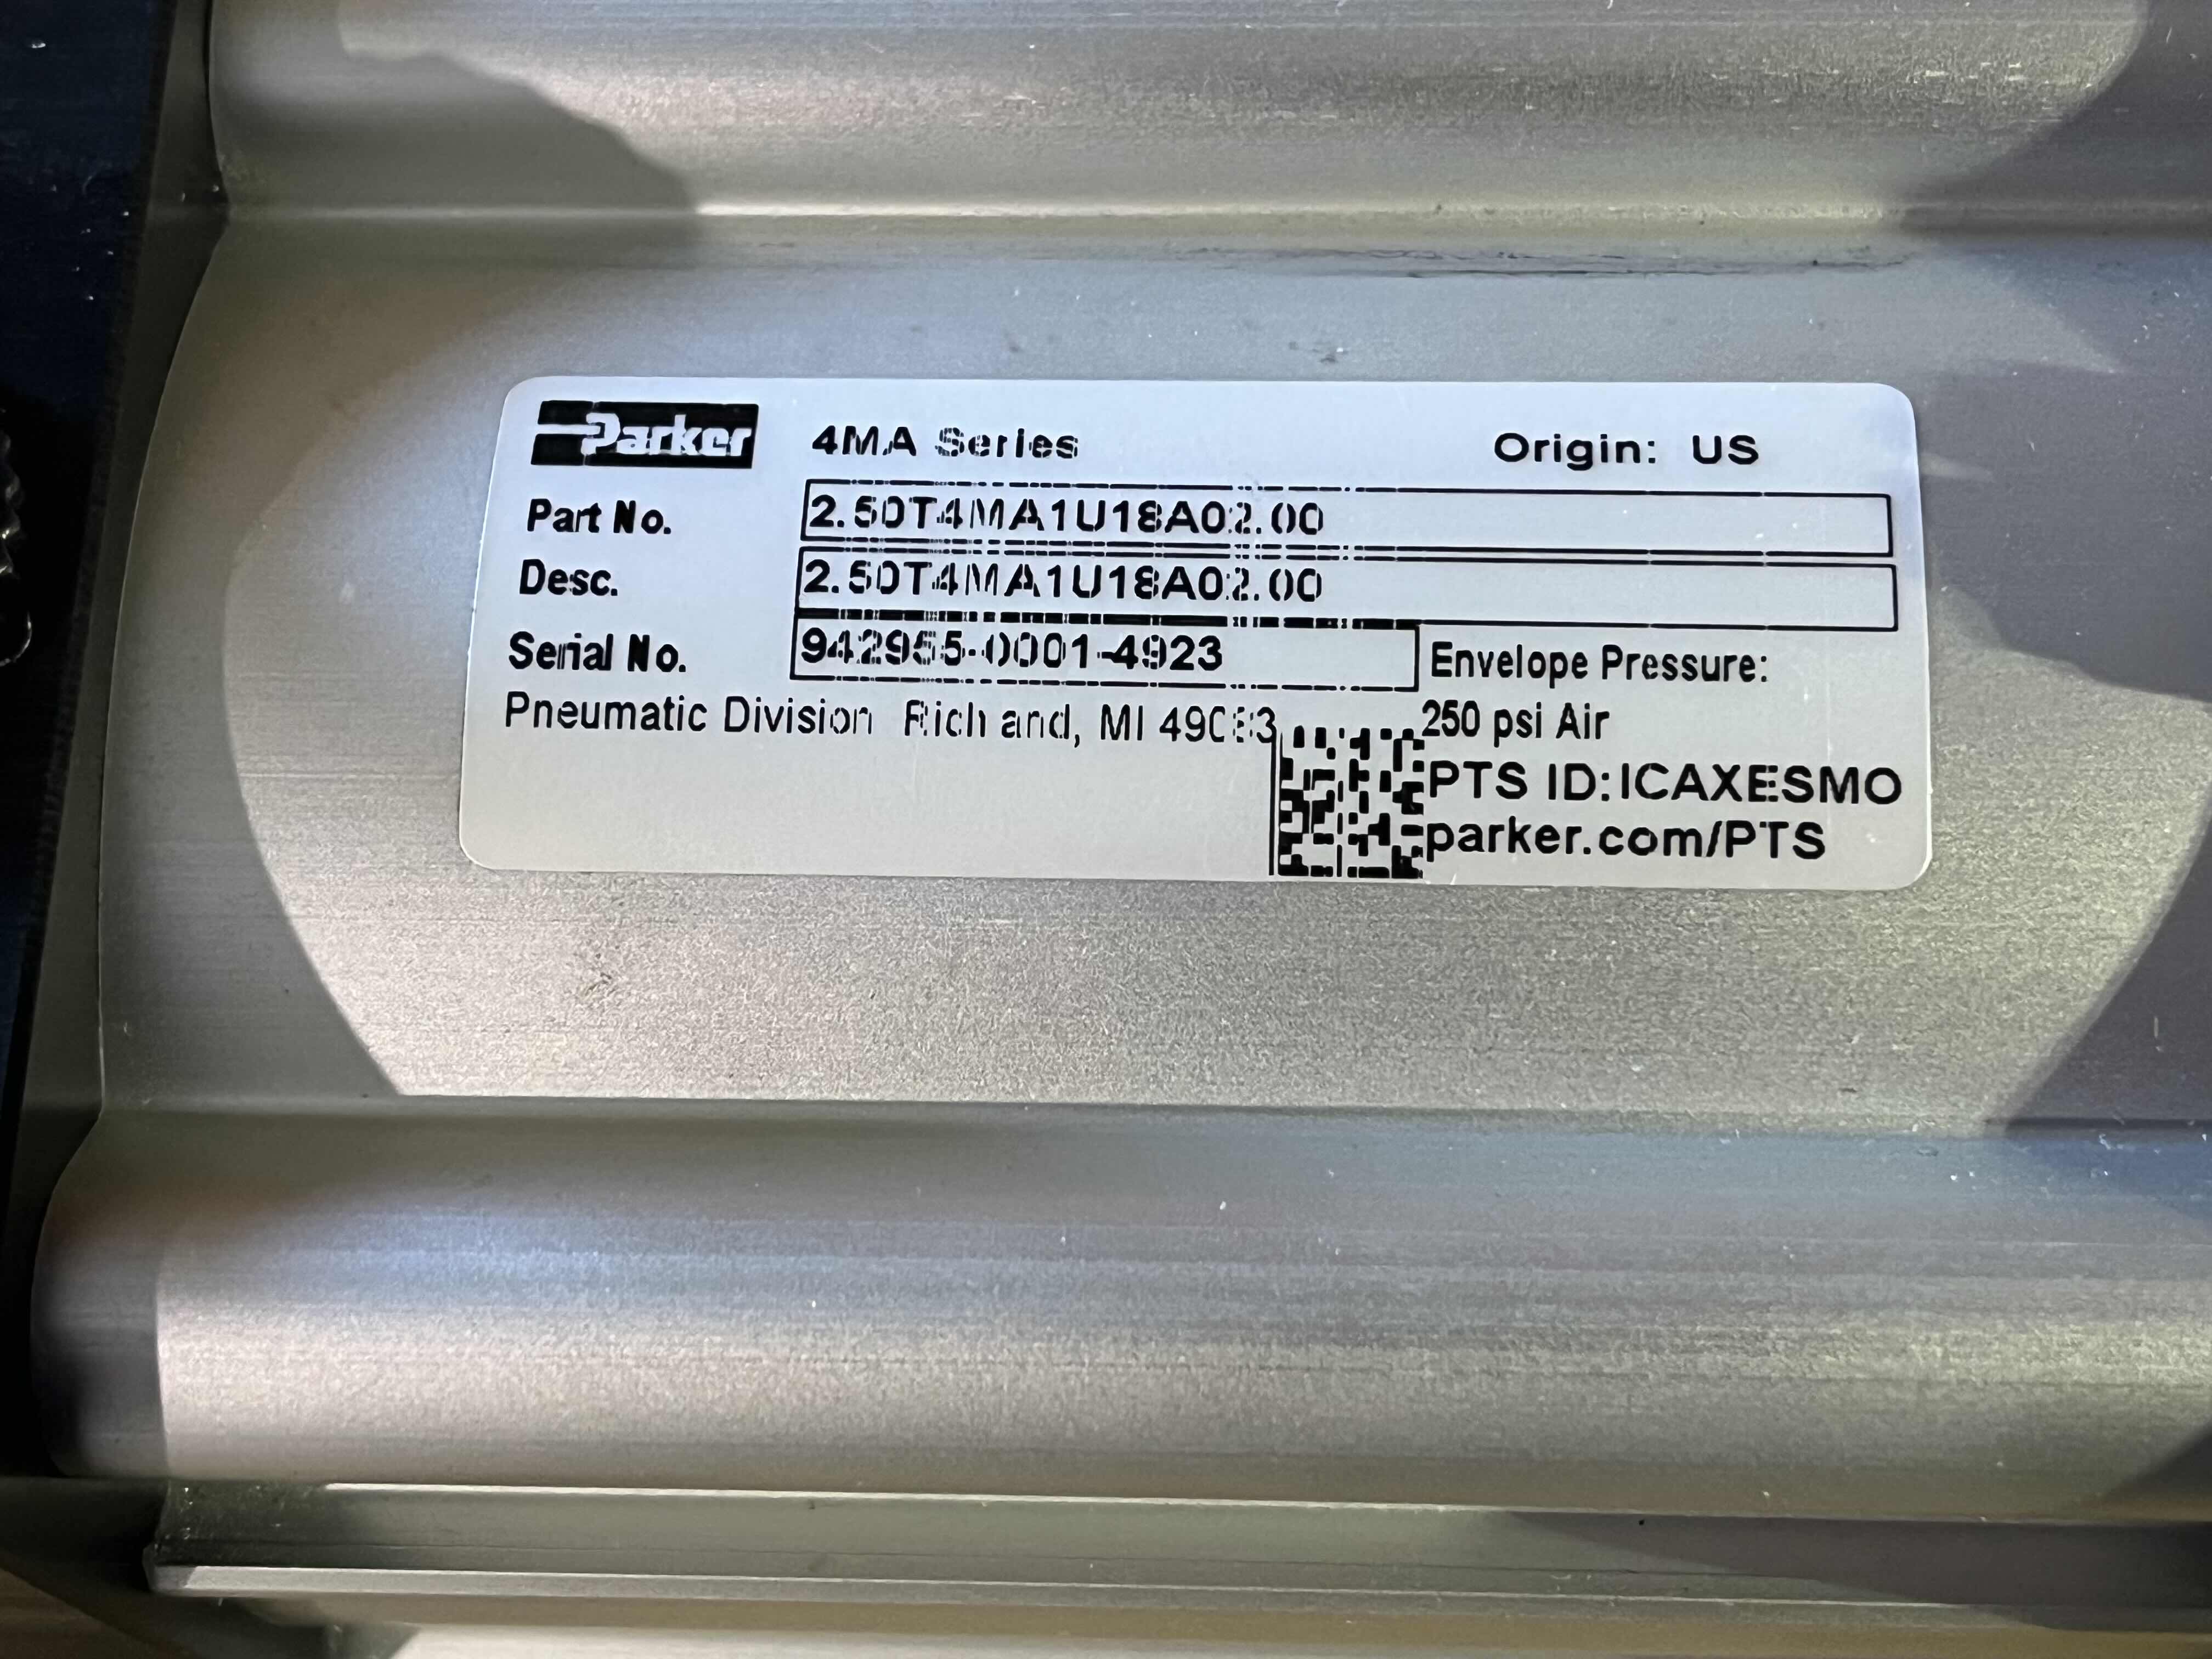 Parker 4MA Series Origin: US
Part No. 2.50T4MA1U18A02.00
Desc. 2.50T4MA1U18A02.00
Serial No. 942955-0001-4923 Envelope Pressure:
Pneumatic Division Richland, MI 49083 250 psi Air
PTS ID:ICAXESMO
parker.com/PTS